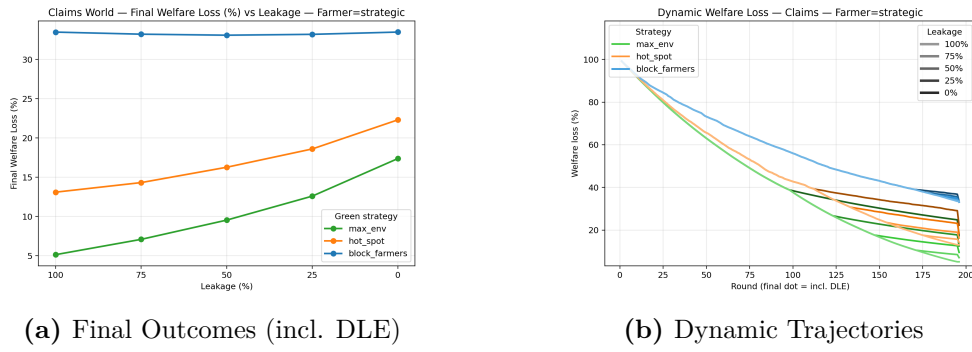 Claims World — Final Welfare Loss (%) vs Leakage — Farmer=strategic
Final Welfare Loss (%)
30
25
20
15
10
5
100
75
50
25
0
Leakage (%)
Green strategy
max_env
hot_spot
block_farmers
(a) Final Outcomes (incl. DLE)
Dynamic Welfare Loss — Claims — Farmer=strategic
Welfare loss (%)
100
80
60
40
20
0
25
50
75
100
125
150
175
200
Round (final dot = incl. DLE)
Strategy
max_env
hot_spot
block_farmers
Leakage
100%
75%
50%
25%
0%
(b) Dynamic Trajectories